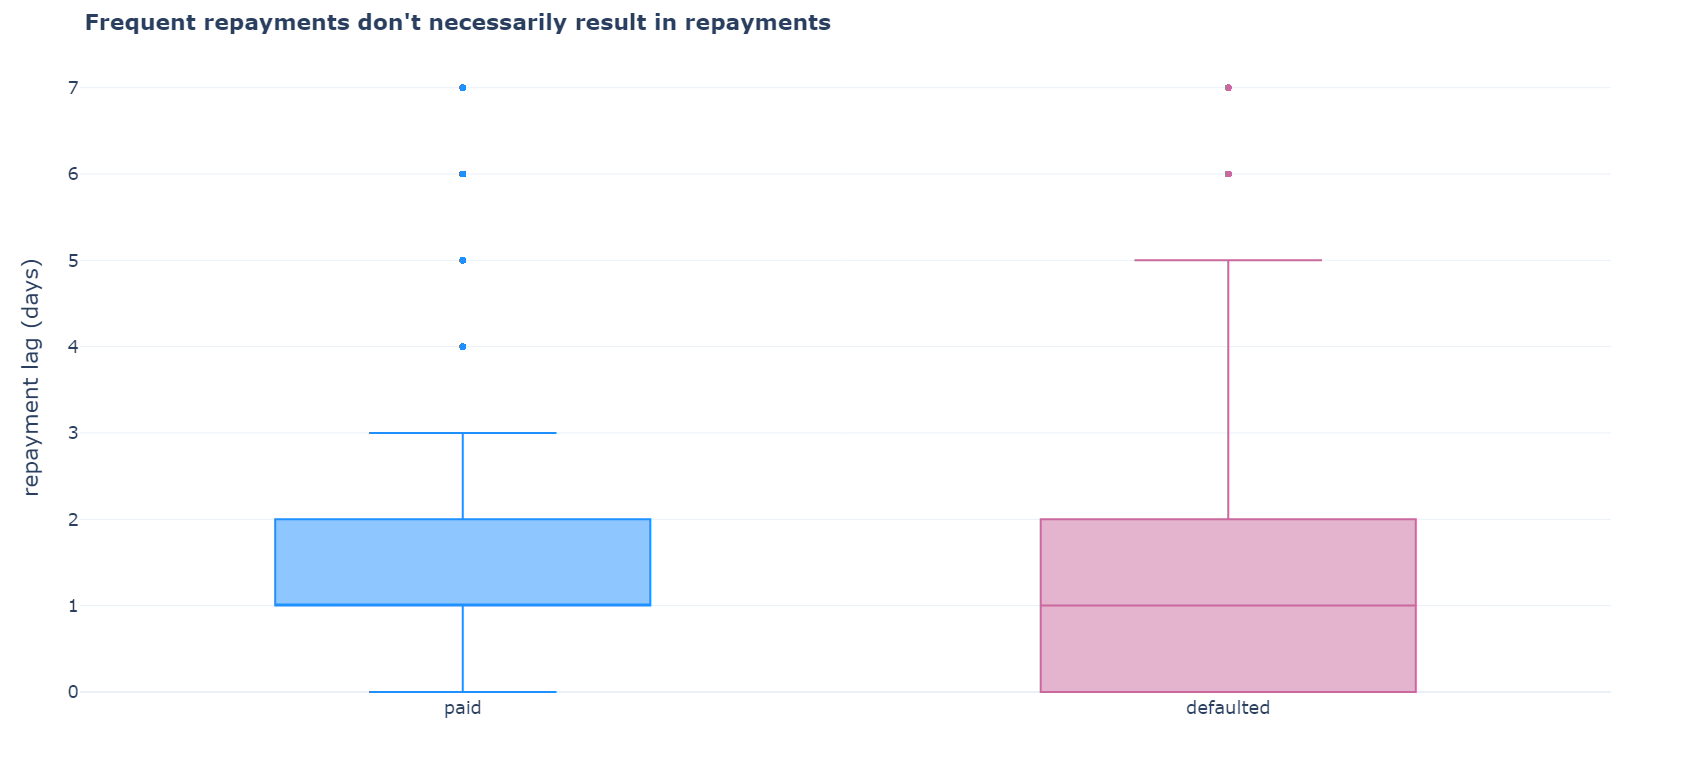 Frequent repayments don't necessarily result in repayments
7
6
5
4
3
2
1
0
repayment lag (days)
paid
defaulted